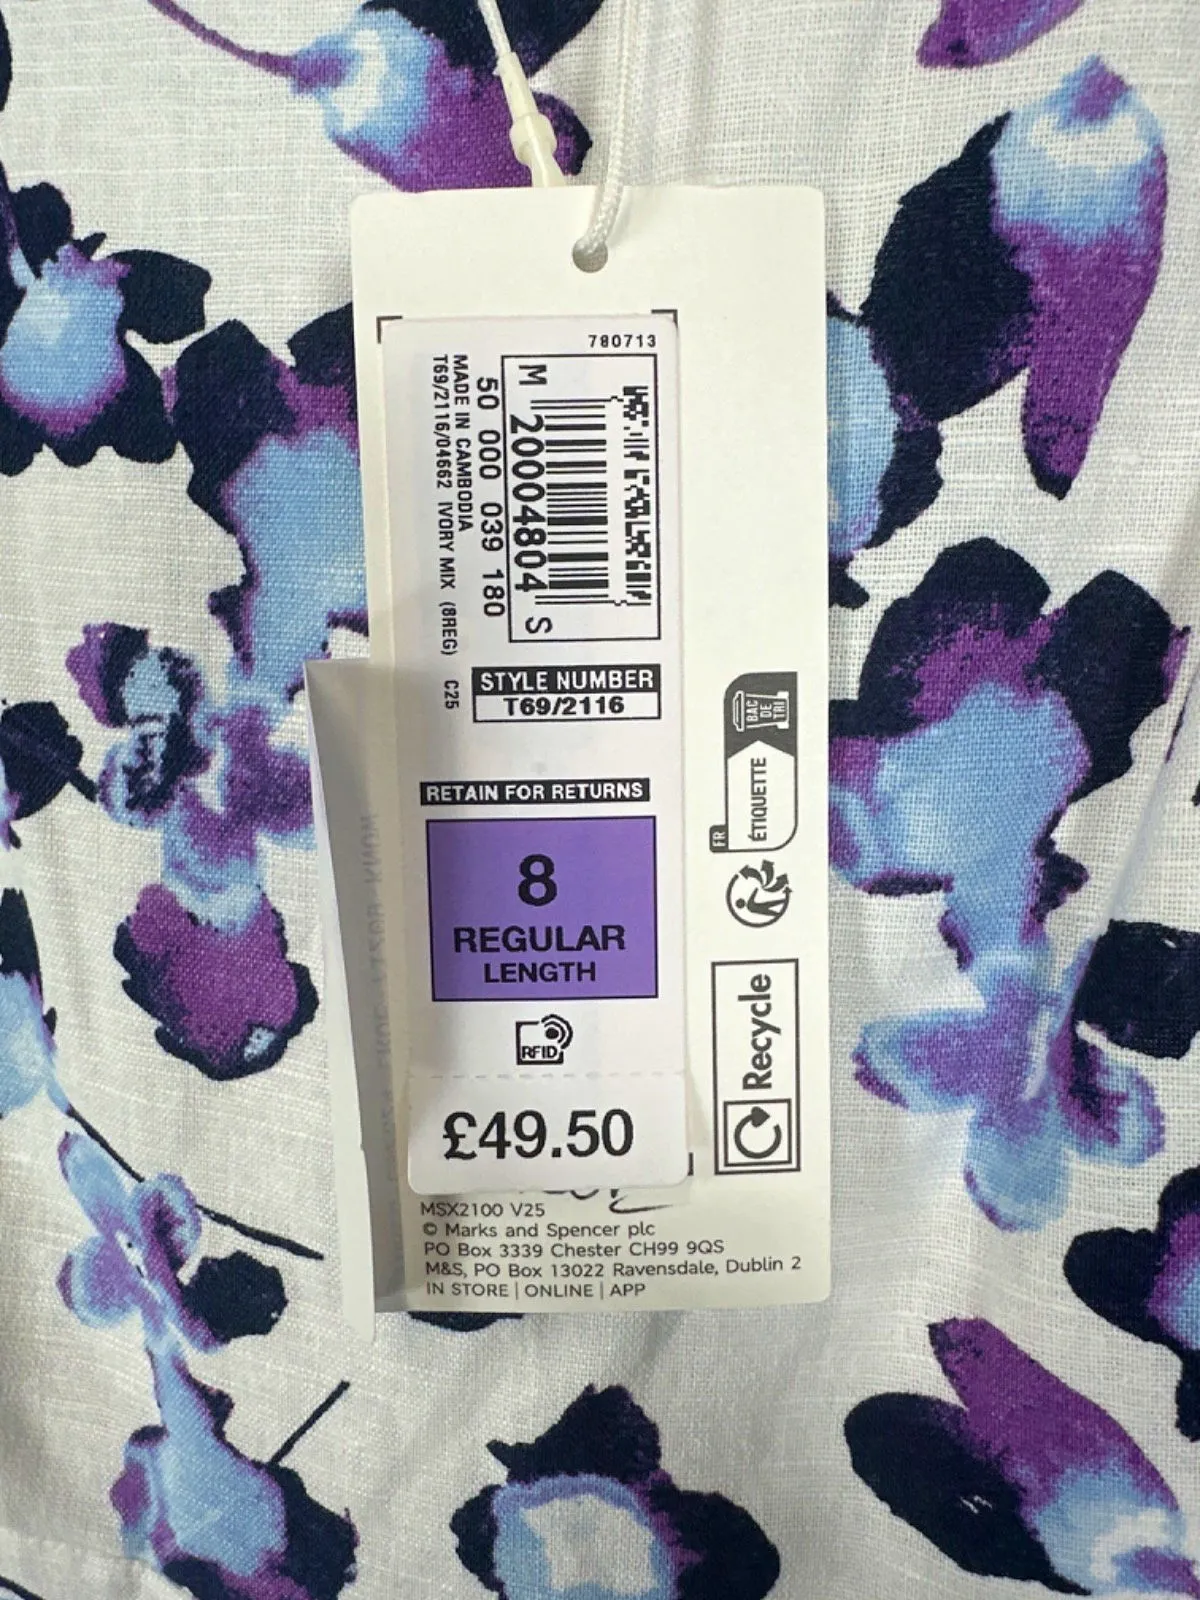 780713
M 20004804 S
50 000 039 180
MADE IN CAMBODIA
T69/2116/04662 IVORY MIX (8REG) C25
STYLE NUMBER
T69/2116
RETAIN FOR RETURNS
8
REGULAR
LENGTH
RFID
£49.50
FR
ÉTIQUETTE
BAC
DE
TRI
Recycle
MSX2100 V25
© Marks and Spencer plc
PO Box 3339 Chester CH99 9QS
M&S, PO Box 13022 Ravensdale, Dublin 2
IN STORE | ONLINE | APP